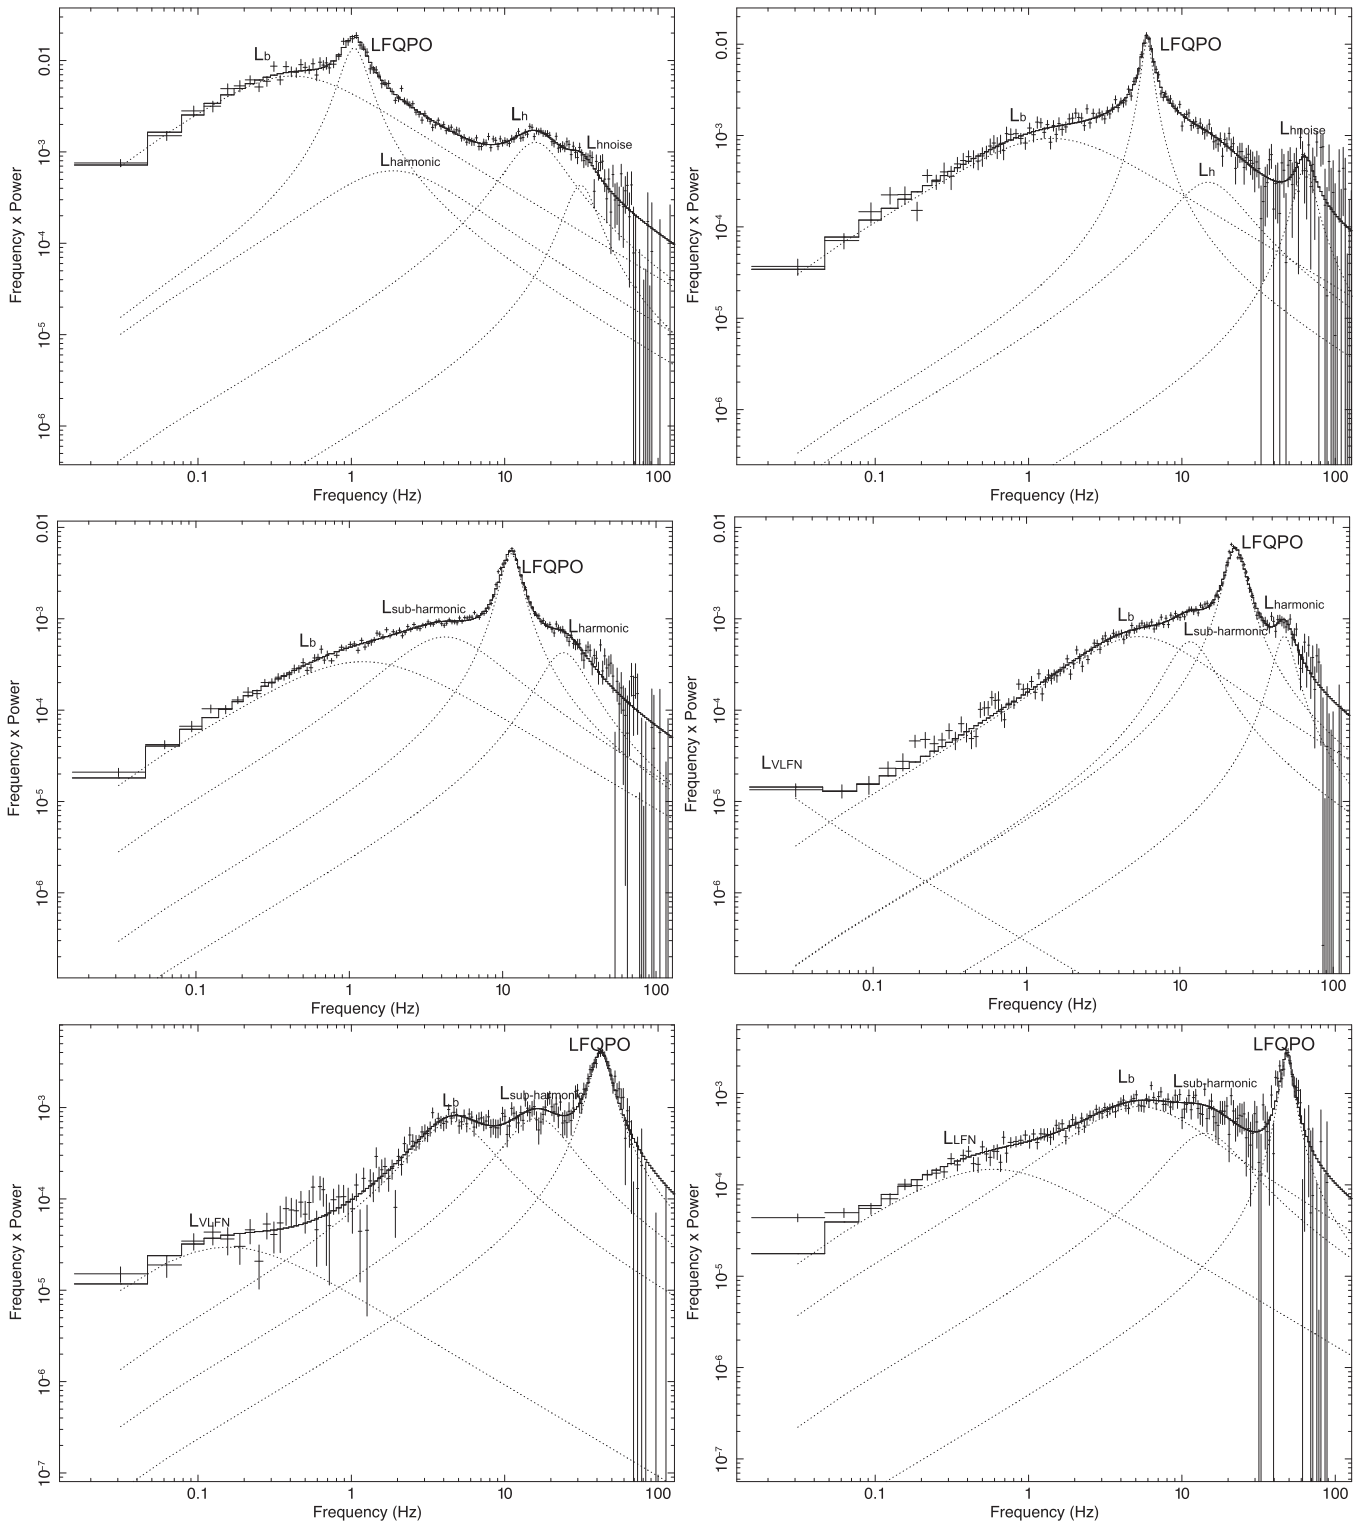 Frequency x Power
0.01
10⁻³
10⁻⁴
10⁻⁵
10⁻⁶
Lb
LFQPO
Lharmonic
Lh
Lhnoise
0.1 1 10 100
Frequency (Hz)
Frequency x Power
0.01
10⁻³
10⁻⁴
10⁻⁵
10⁻⁶
LFQPO
Lb
Lhnoise
Lh
0.1 1 10 100
Frequency (Hz)
Frequency x Power
0.01
10⁻³
10⁻⁴
10⁻⁵
10⁻⁶
LFQPO
Lsub-harmonic
Lharmonic
Lb
0.1 1 10 100
Frequency (Hz)
Frequency x Power
0.01
10⁻³
10⁻⁴
10⁻⁵
10⁻⁶
LFQPO
Lharmonic
Lb
Lsub-harmonic
LVLFN
0.1 1 10 100
Frequency (Hz)
Frequency x Power
10⁻³
10⁻⁴
10⁻⁵
10⁻⁶
10⁻⁷
LFQPO
Lb
Lsub-harmonic
LVLFN
0.1 1 10 100
Frequency (Hz)
Frequency x Power
10⁻³
10⁻⁴
10⁻⁵
10⁻⁶
10⁻⁷
LFQPO
Lb
Lsub-harmonic
LLFN
0.1 1 10 100
Frequency (Hz)